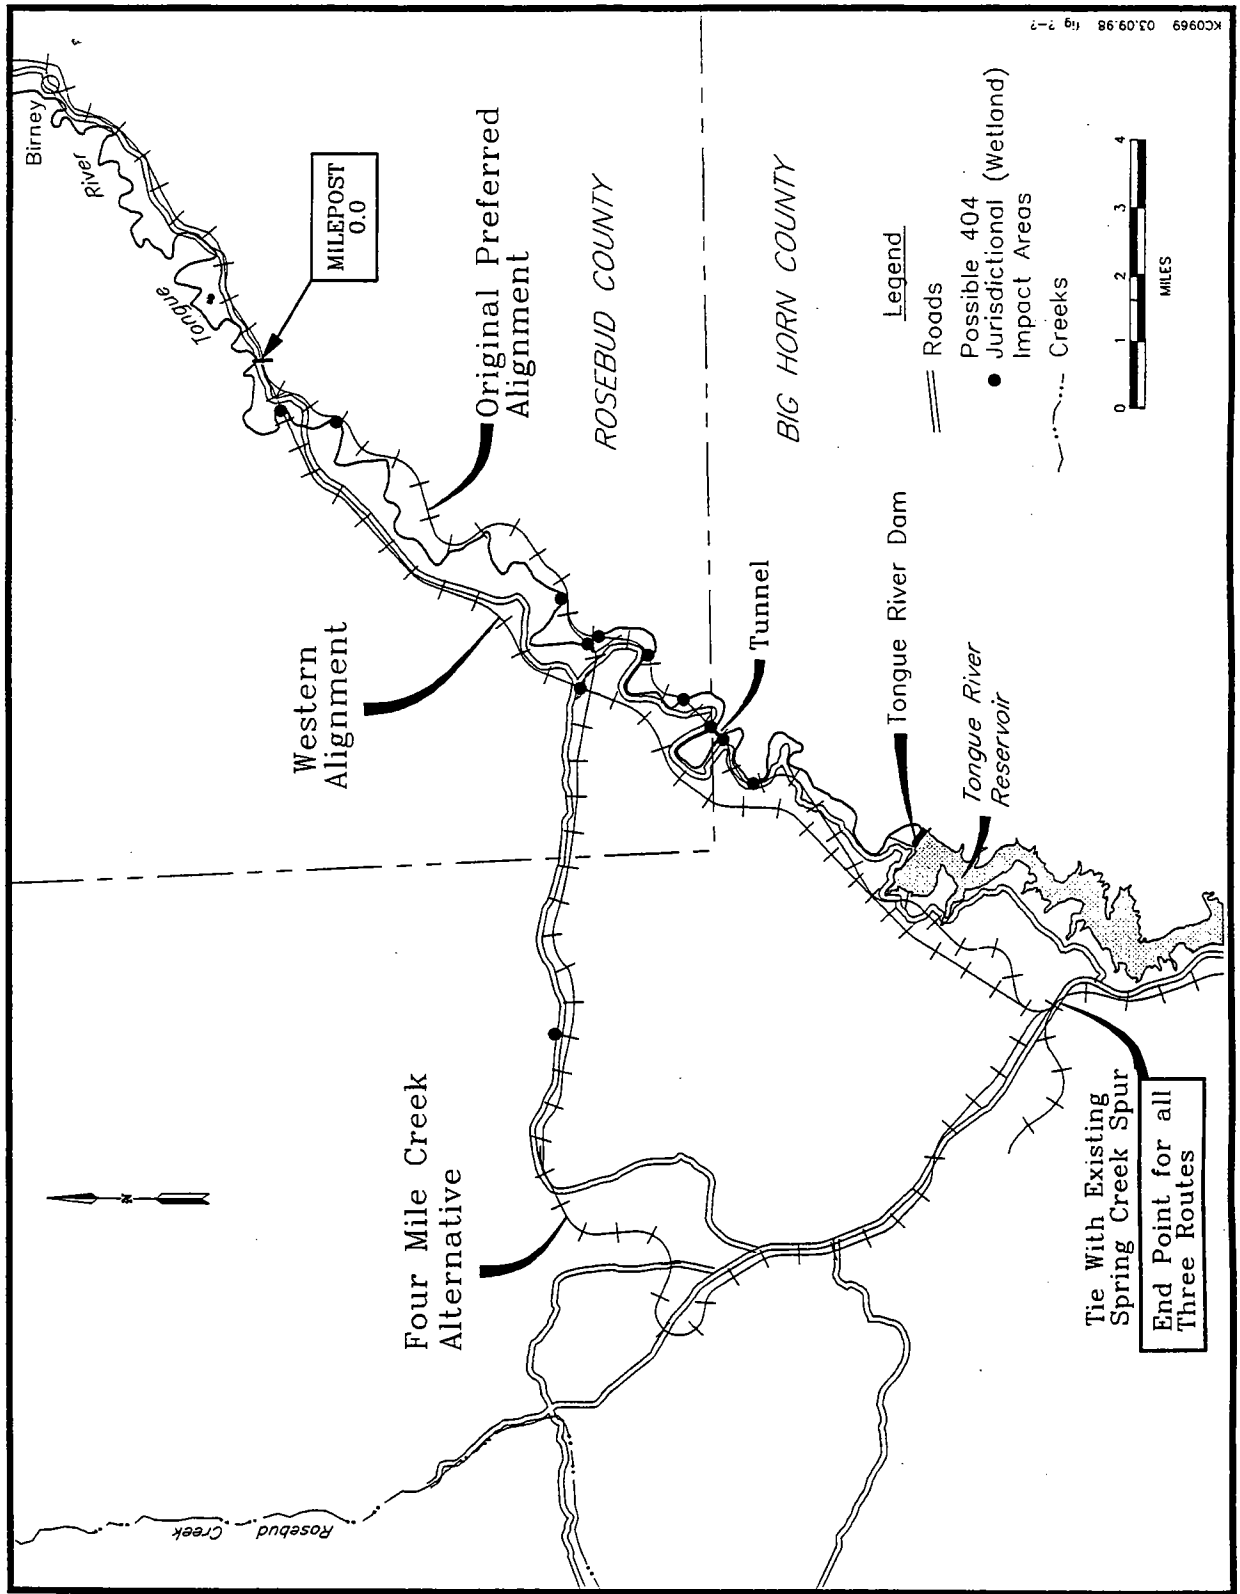 KC0969 03.09.98 fig ?-?
Birney
River
Tongue
MILEPOST
0.0
Original Preferred
Alignment
ROSEBUD COUNTY
BIG HORN COUNTY
Western
Alignment
Tunnel
Tongue River Dam
Tongue River
Reservoir
Four Mile Creek
Alternative
N
Rosebud
Creek
Tie With Existing
Spring Creek Spur
End Point for all
Three Routes
Legend
Roads
Possible 404
Jurisdictional (Wetland)
Impact Areas
Creeks
0 1 2 3 4
MILES